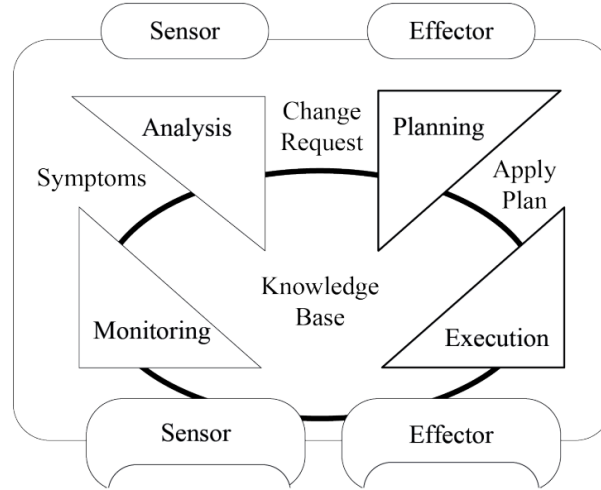 Sensor
Effector
Analysis
Change
Request
Planning
Symptoms
Apply
Plan
Knowledge
Base
Monitoring
Execution
Sensor
Effector